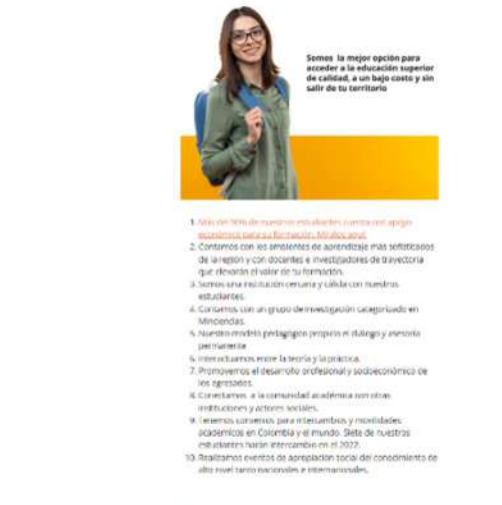 Somos la mejor opción para
acceder a la educación superior
de calidad, a un bajo costo y sin
salir de tu territorio
1. Más del 90% de nuestros estudiantes cuenta con apoyo
económico para su formación. Míralos aquí.
2. Contamos con los ambientes de aprendizaje más sofisticados
de la región y con docentes e investigadores de trayectoria
que elevarán el valor de tu formación.
3. Somos una institución cercana y cálida con nuestros
estudiantes.
4. Contamos con un grupo de investigación categorizado en
Minciencias.
5. Nuestro modelo pedagógico propicia el diálogo y asesoría
permanente
6. Interactuamos entre la teoría y la práctica.
7. Promovemos el desarrollo profesional y socioeconómico de
los egresados.
8. Conectamos a la comunidad académica con otras
instituciones y actores sociales.
9. Tenemos convenios para intercambios y movilidades
académicos en Colombia y el mundo. Siete de nuestros
estudiantes harán intercambio en el 2022.
10. Realizamos eventos de apropiación social del conocimiento de
alto nivel tanto nacionales e internacionales.